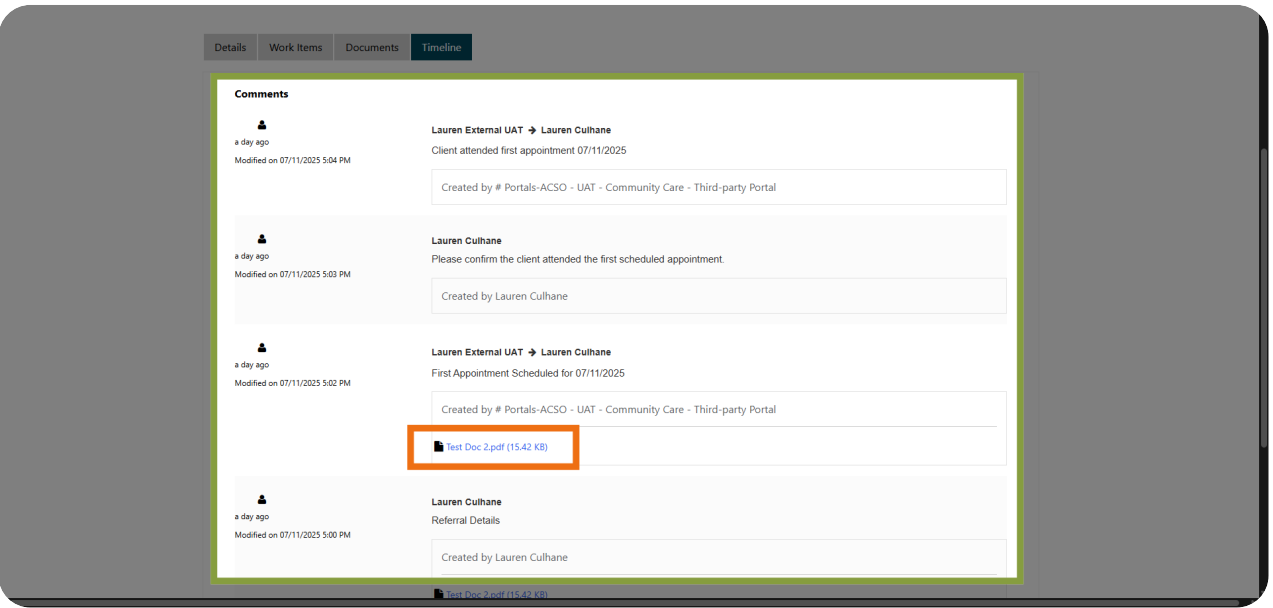 Details Work Items Documents Timeline
Comments
a day ago
Modified on 07/11/2025 5:04 PM
Lauren External UAT → Lauren Culhane
Client attended first appointment 07/11/2025
Created by # Portals-ACSO - UAT - Community Care - Third-party Portal
a day ago
Modified on 07/11/2025 5:03 PM
Lauren Culhane
Please confirm the client attended the first scheduled appointment.
Created by Lauren Culhane
a day ago
Modified on 07/11/2025 5:02 PM
Lauren External UAT → Lauren Culhane
First Appointment Scheduled for 07/11/2025
Created by # Portals-ACSO - UAT - Community Care - Third-party Portal
Test Doc 2.pdf (15.42 KB)
a day ago
Modified on 07/11/2025 5:00 PM
Lauren Culhane
Referral Details
Created by Lauren Culhane
Test Doc 2.pdf (15.42 KB)